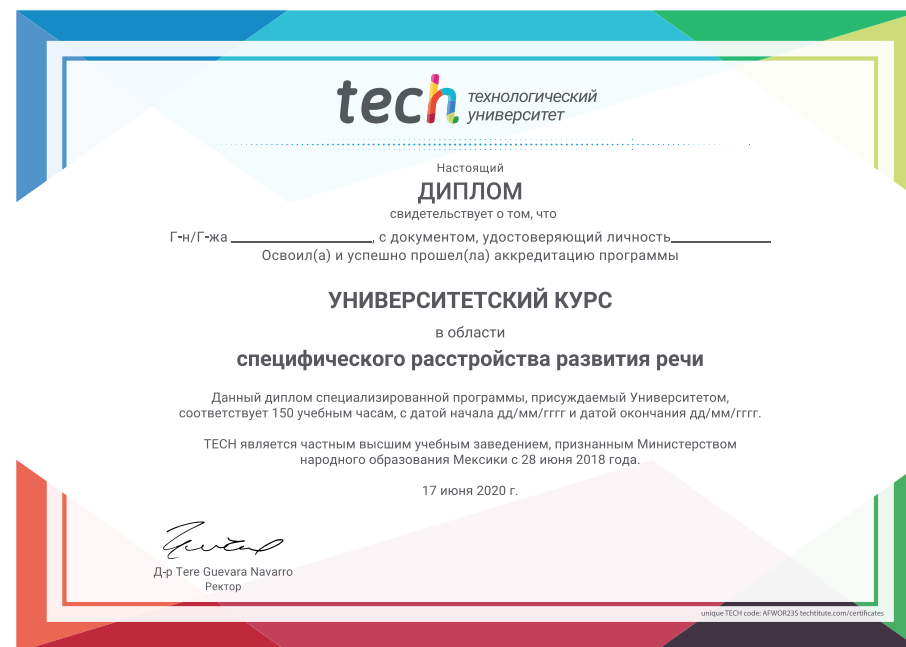 tech технологический
университет
Настоящий
ДИПЛОМ
свидетельствует о том, что
Г-н/Г-жа , с документом, удостоверяющий личность
Освоил(а) и успешно прошел(ла) аккредитацию программы
УНИВЕРСИТЕТСКИЙ КУРС
в области
специфического расстройства развития речи
Данный диплом специализированной программы, присуждаемый Университетом,
соответствует 150 учебным часам, с датой начала дд/мм/гггг и датой окончания дд/мм/гггг.
TECH является частным высшим учебным заведением, признанным Министерством
народного образования Мексики с 28 июня 2018 года.
17 июня 2020 г.
Д-р Tere Guevara Navarro
Ректор
unique TECH code: AFWOR23S techtitute.com/certificates